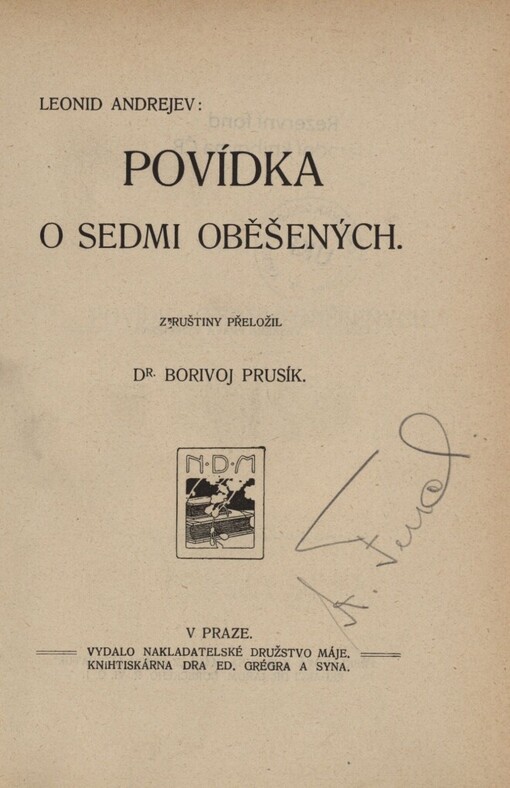 LEONID ANDREJEV:
POVÍDKA
O SEDMI OBĚŠENÝCH.
Z RUŠTINY PŘELOŽIL
DR. BORIVOJ PRUSÍK.
N·D·M
V PRAZE.
VYDALO NAKLADATELSKÉ DRUŽSTVO MÁJE.
KNIHTISKÁRNA DRA ED. GRÉGRA A SYNA.